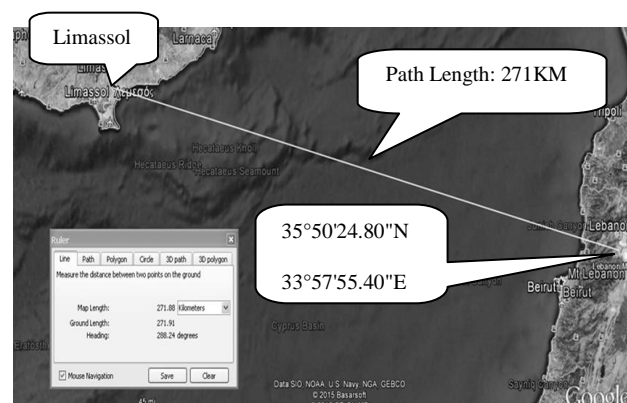 Limassol
Larnaca
Limassol Λεμεσός
Path Length: 271KM
Tripoli
Hecataeus Knoll
Hecataeus Ridge
Hecataeus Seamount
35°50'24.80"N
33°57'55.40"E
Lebanon
Mt Lebanon
Beirut
Beirut
Ruler
Line Path Polygon Circle 3D path 3D polygon
Measure the distance between two points on the ground
Map Length: 271.88 Kilometers
Ground Length: 271.91
Heading: 288.24 degrees
Mouse Navigation Save Clear
Cyprus Basin
Data SIO, NOAA, U.S. Navy, NGA, GEBCO
© 2015 Basarsoft
Google